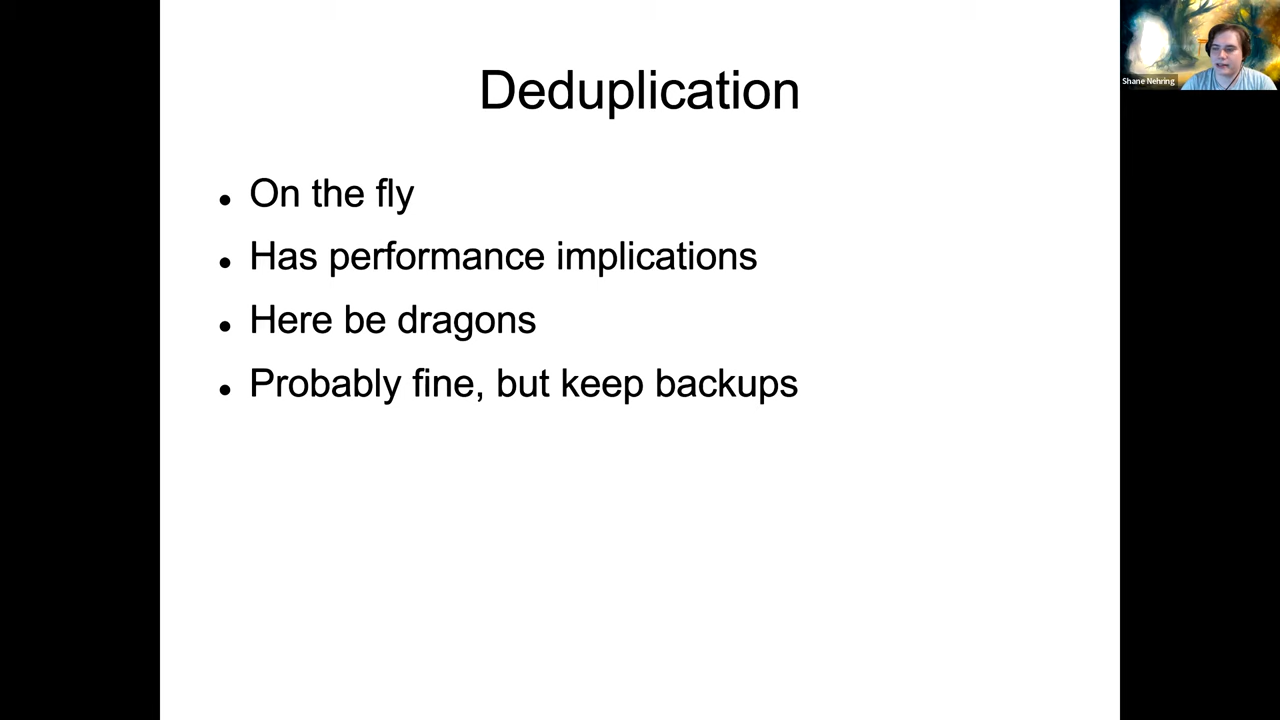 Deduplication
Shane Nehring
• On the fly
• Has performance implications
• Here be dragons
• Probably fine, but keep backups